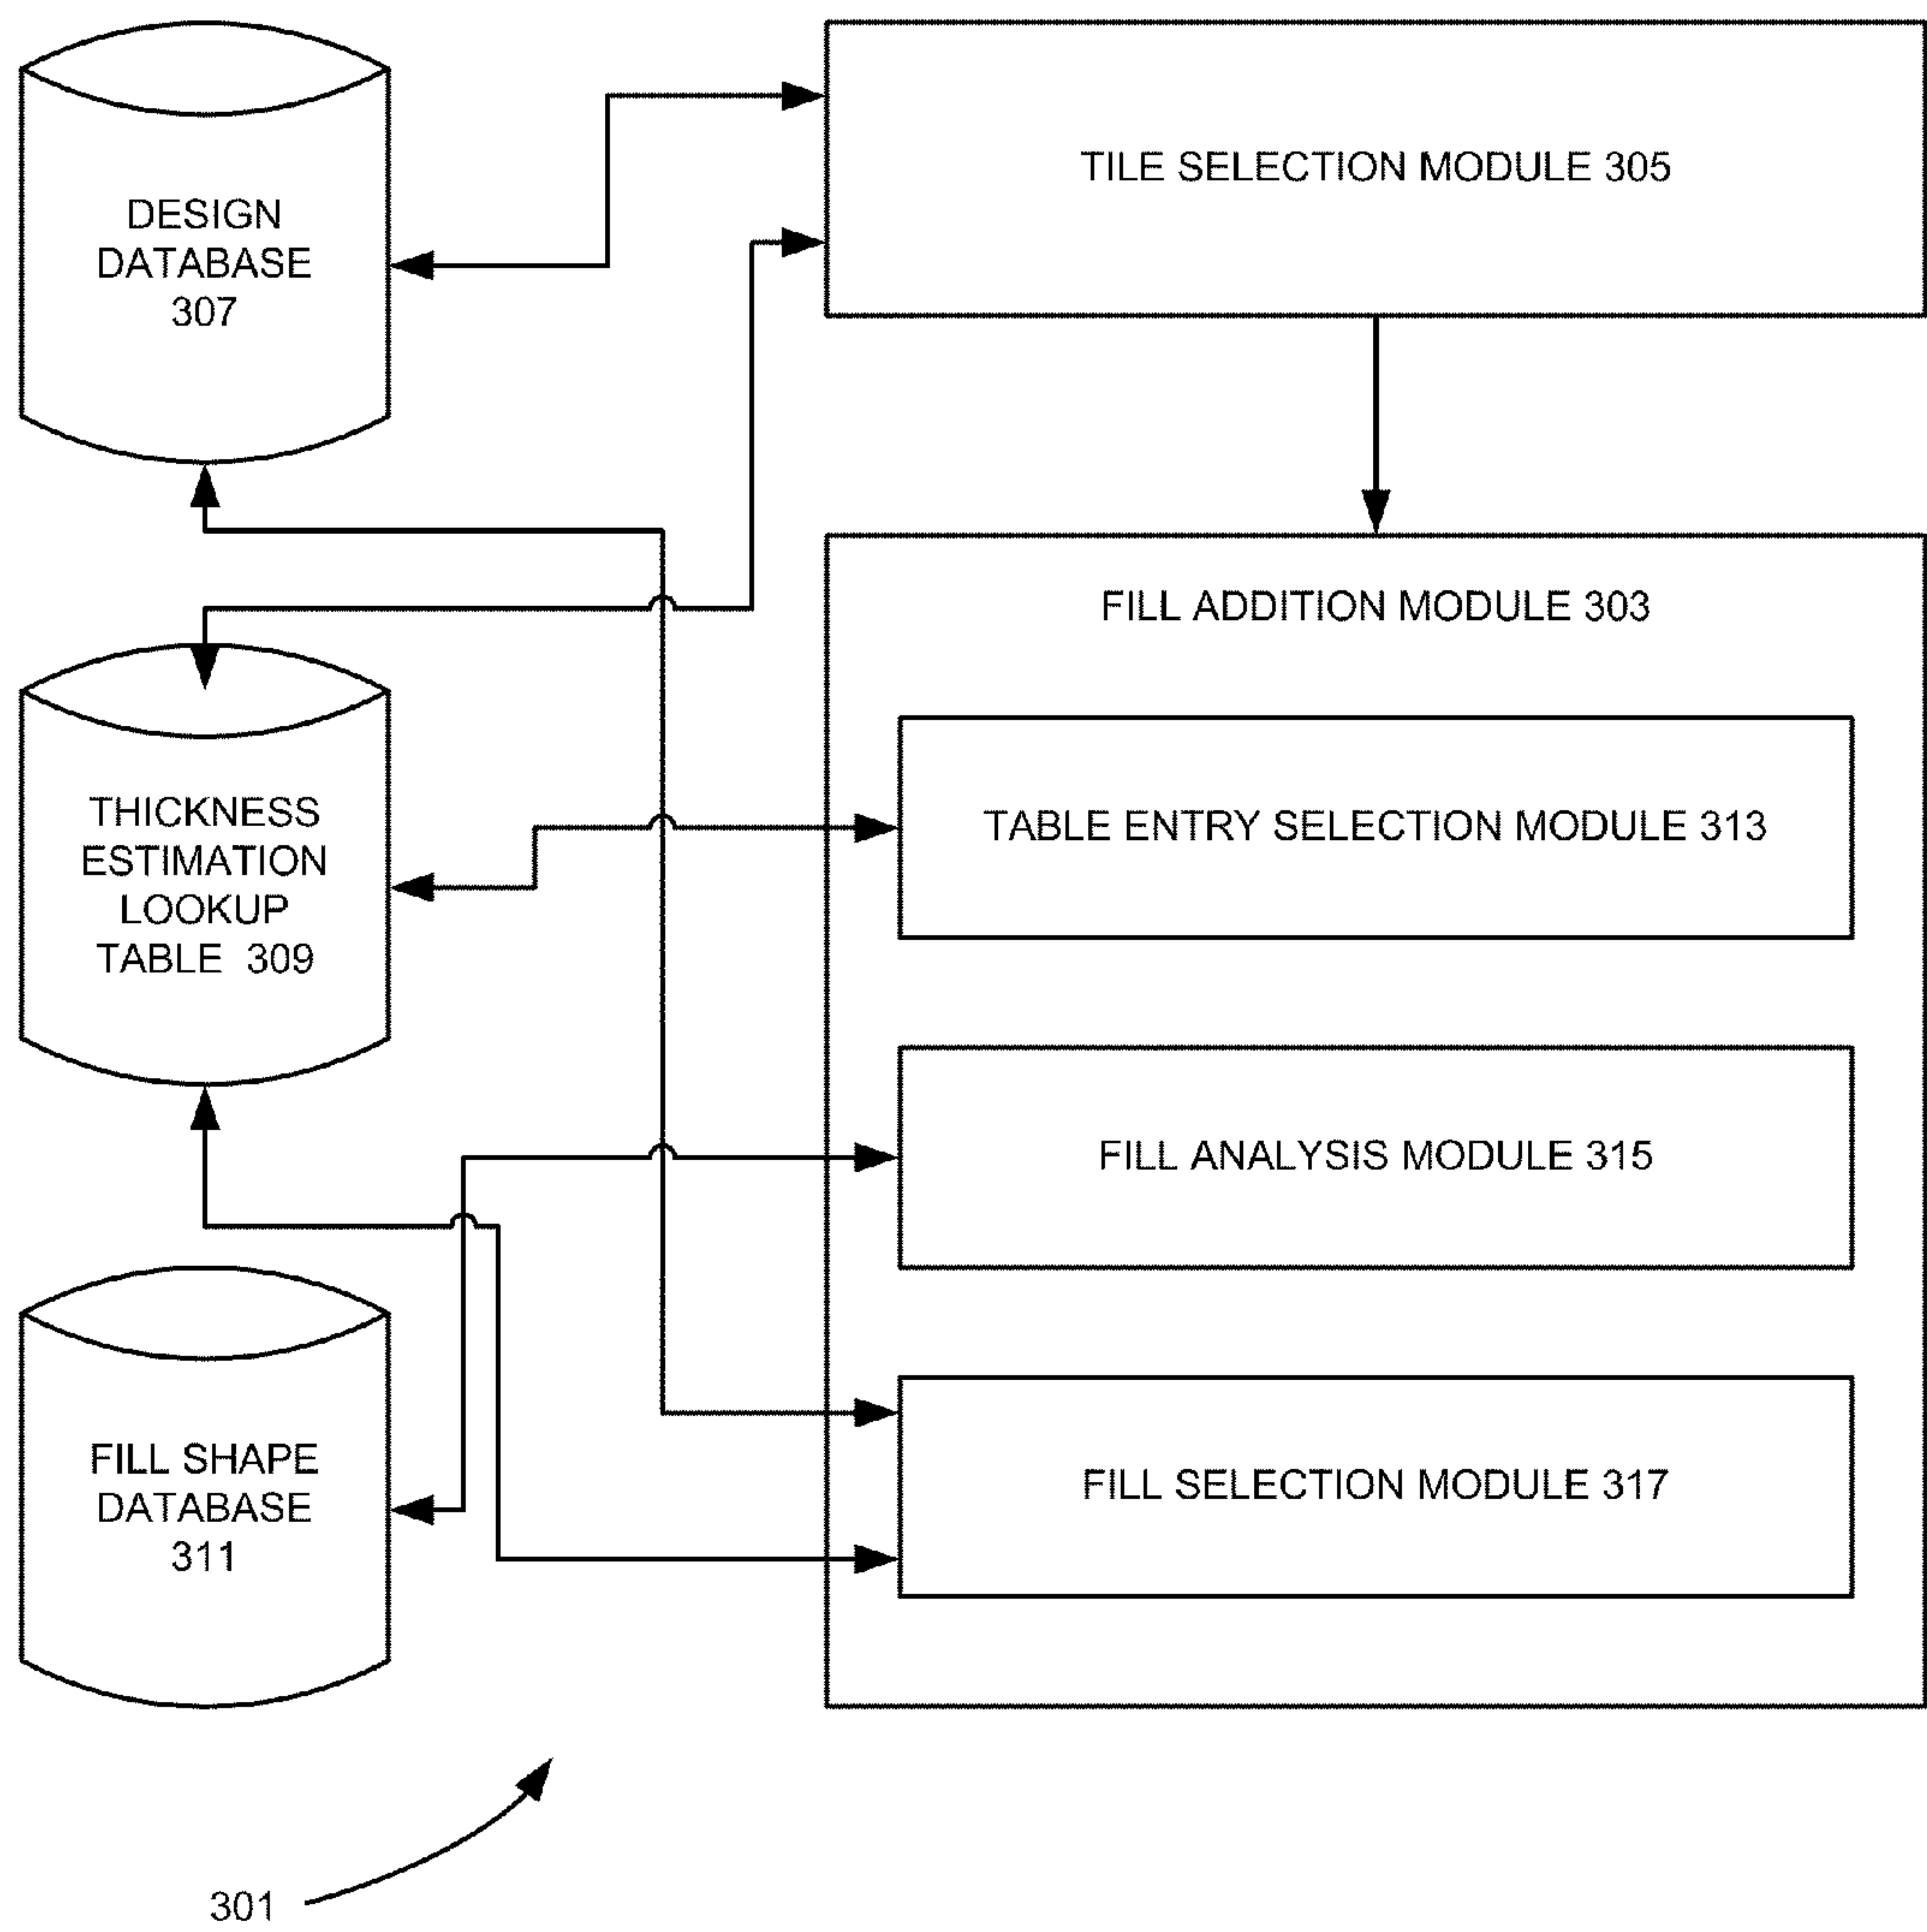 DESIGN
DATABASE
307
TILE SELECTION MODULE 305
THICKNESS
ESTIMATION
LOOKUP
TABLE 309
FILL ADDITION MODULE 303
TABLE ENTRY SELECTION MODULE 313
FILL ANALYSIS MODULE 315
FILL SHAPE
DATABASE
311
FILL SELECTION MODULE 317
301